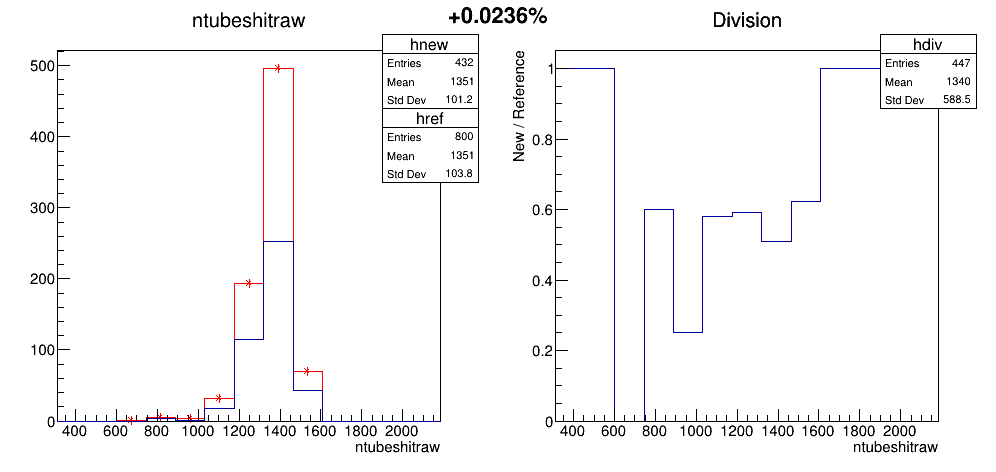 ntubeshitraw
+0.0236%
Division
hnew
Entries 432
Mean 1351
Std Dev 101.2
href
Entries 800
Mean 1351
Std Dev 103.8
500
400
300
200
100
0
400 600 800 1000 1200 1400 1600 1800 2000
ntubeshitraw
hdiv
Entries 447
Mean 1340
Std Dev 588.5
New / Reference
1
0.8
0.6
0.4
0.2
0
400 600 800 1000 1200 1400 1600 1800 2000
ntubeshitraw